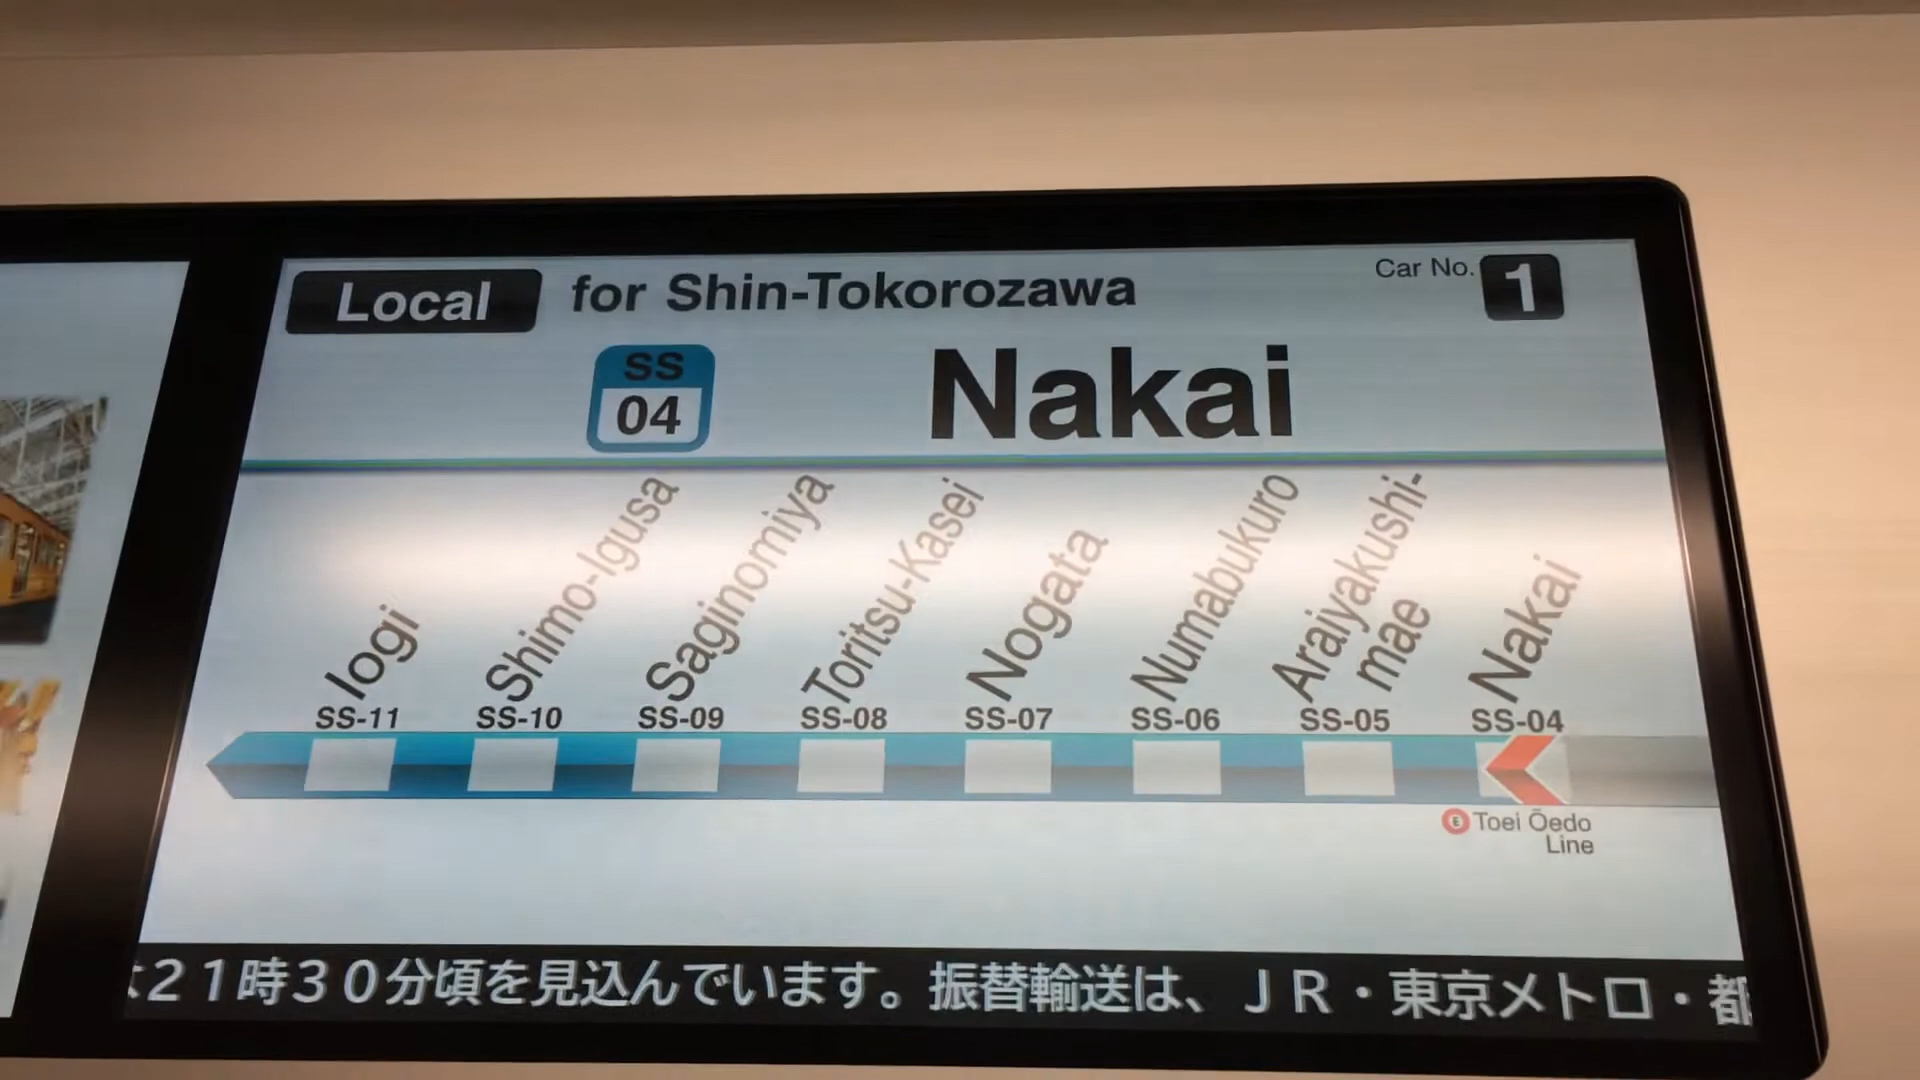 Local for Shin-Tokorozawa Car No. 1
SS 04 Nakai
Iogi Shimo-Igusa Saginomiya Toritsu-Kasei Nogata Numabukuro Araiyakushi-mae Nakai
SS-11 SS-10 SS-09 SS-08 SS-07 SS-06 SS-05 SS-04
E Toei Ōedo
Line
21時30分頃を見込んでいます。振替輸送は、JR・東京メトロ・都